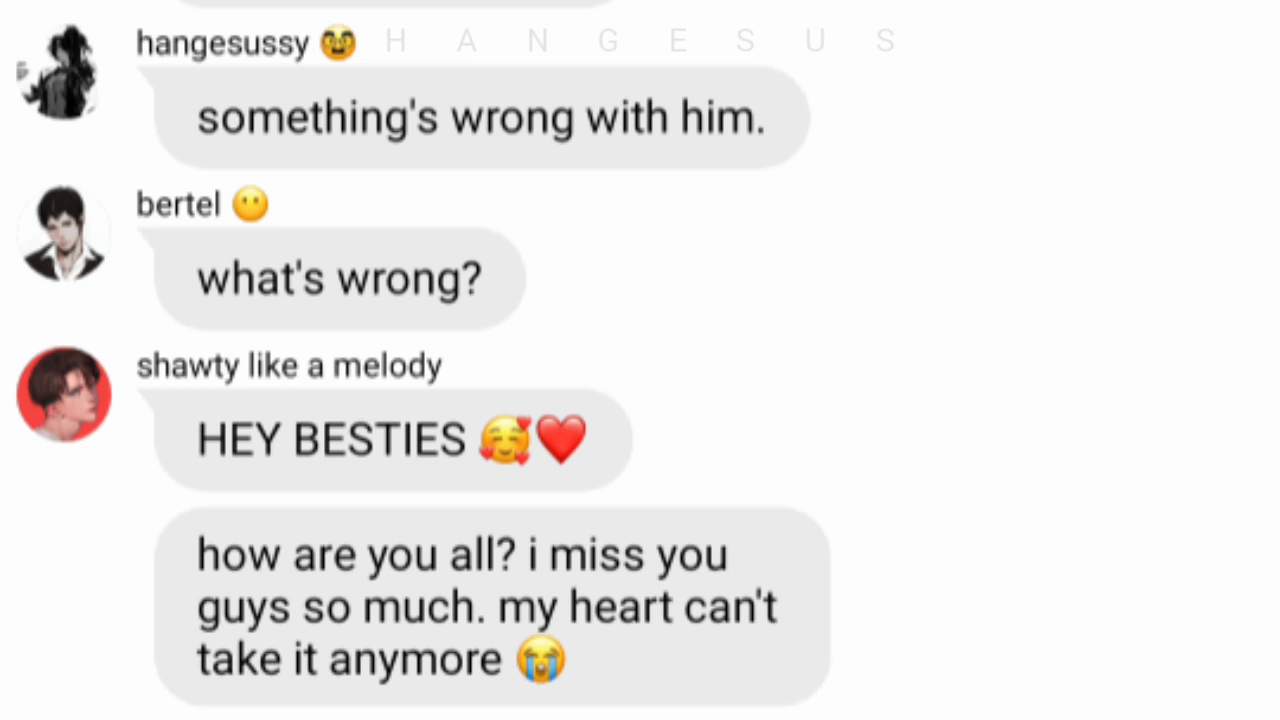 hangesussy 🥸 H A N G E S U S
something's wrong with him.
bertel 😶
what's wrong?
shawty like a melody
HEY BESTIES 🥰❤️
how are you all? i miss you
guys so much. my heart can't
take it anymore 😭